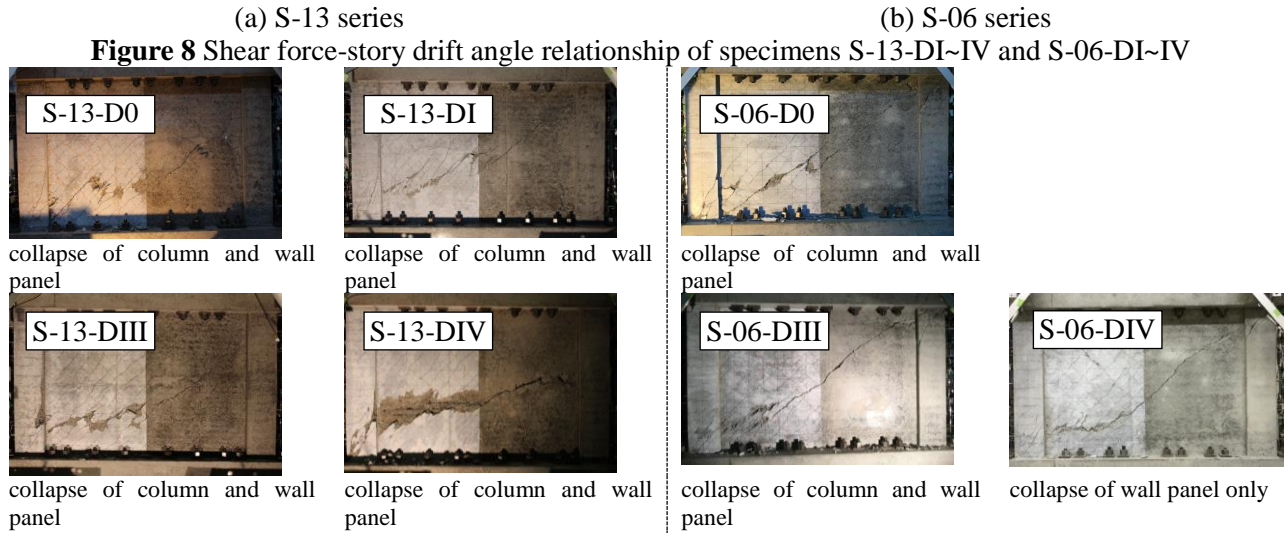 (a) S-13 series
(b) S-06 series
Figure 8 Shear force-story drift angle relationship of specimens S-13-DI~IV and S-06-DI~IV
S-13-D0
S-13-DI
S-06-D0
collapse of column and wall
panel
collapse of column and wall
panel
collapse of column and wall
panel
S-13-DIII
S-13-DIV
S-06-DIII
S-06-DIV
collapse of column and wall
panel
collapse of column and wall
panel
collapse of column and wall
panel
collapse of wall panel only